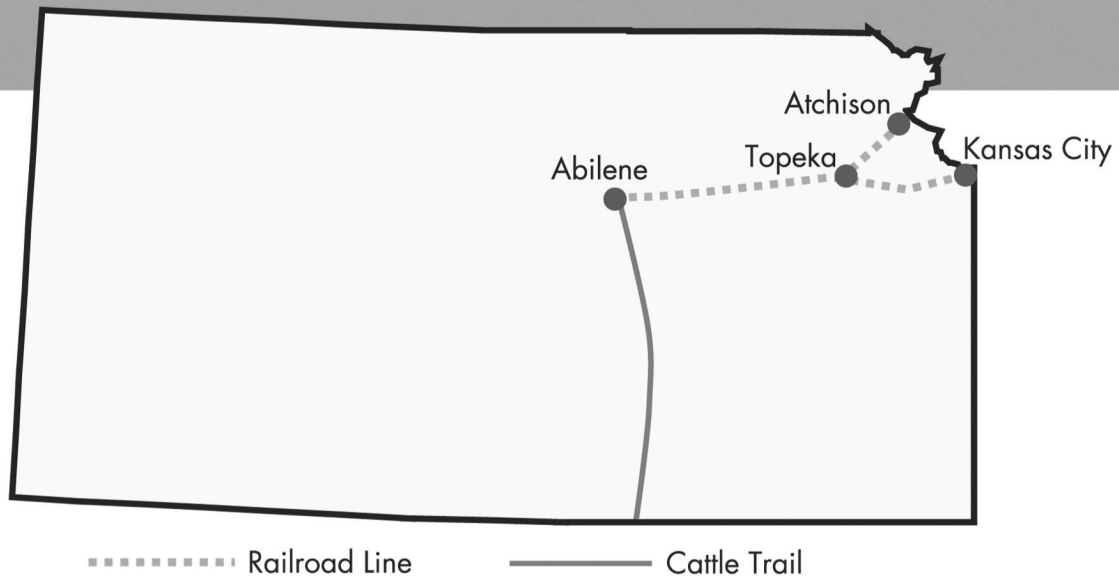 Atchison
Kansas City
Topeka
Abilene
Railroad Line
Cattle Trail